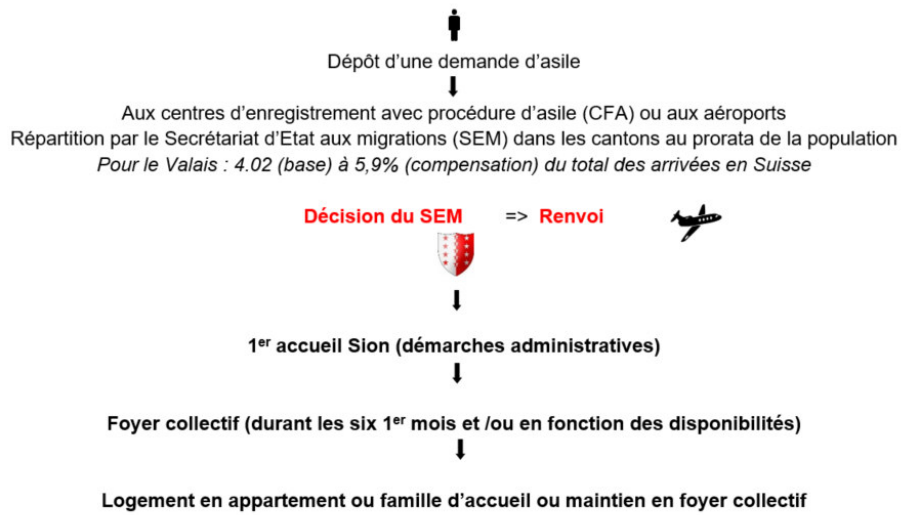 Dépôt d'une demande d'asile
Aux centres d'enregistrement avec procédure d'asile (CFA) ou aux aéroports
Répartition par le Secrétariat d'Etat aux migrations (SEM) dans les cantons au prorata de la population
Pour le Valais : 4.02 (base) à 5,9% (compensation) du total des arrivées en Suisse
Décision du SEM => Renvoi
1er accueil Sion (démarches administratives)
Foyer collectif (durant les six 1er mois et /ou en fonction des disponibilités)
Logement en appartement ou famille d'accueil ou maintien en foyer collectif